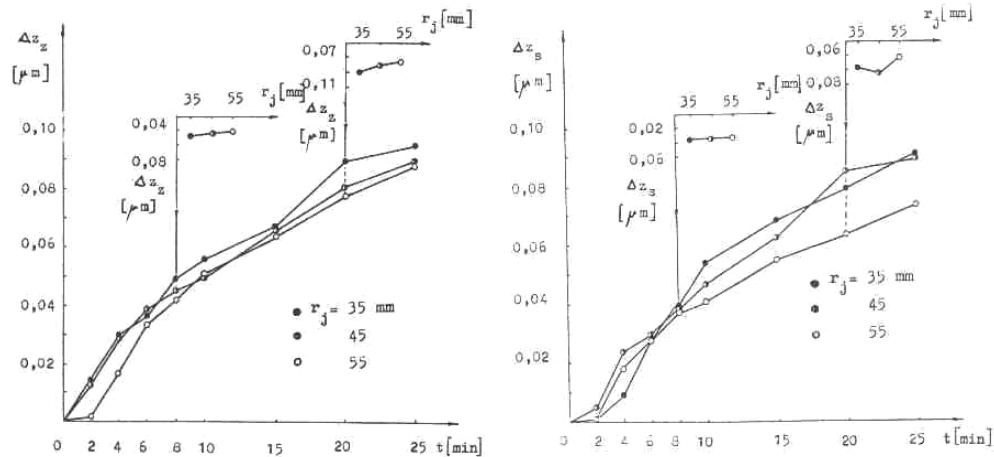 Δz_z
[μm]
0,10
0,08
0,06
0,04
0,02
0 2 4 6 8 10 15 20 25 t[min]
r_j[mm]
35 55
0,04
0,08
Δz_z
[μm]
r_j[mm]
35 55
0,07
0,11
Δz_z
[μm]
r_j= 35 mm
45
55
Δz_s
[μm]
0,10
0,08
0,06
0,04
0,02
0 2 4 6 8 10 15 20 25 t[min]
r_j[mm]
35 55
0,02
0,06
Δz_s
[μm]
r_j[mm]
35 55
0,06
0,08
Δz_s
[μm]
r_j= 35 mm
45
55